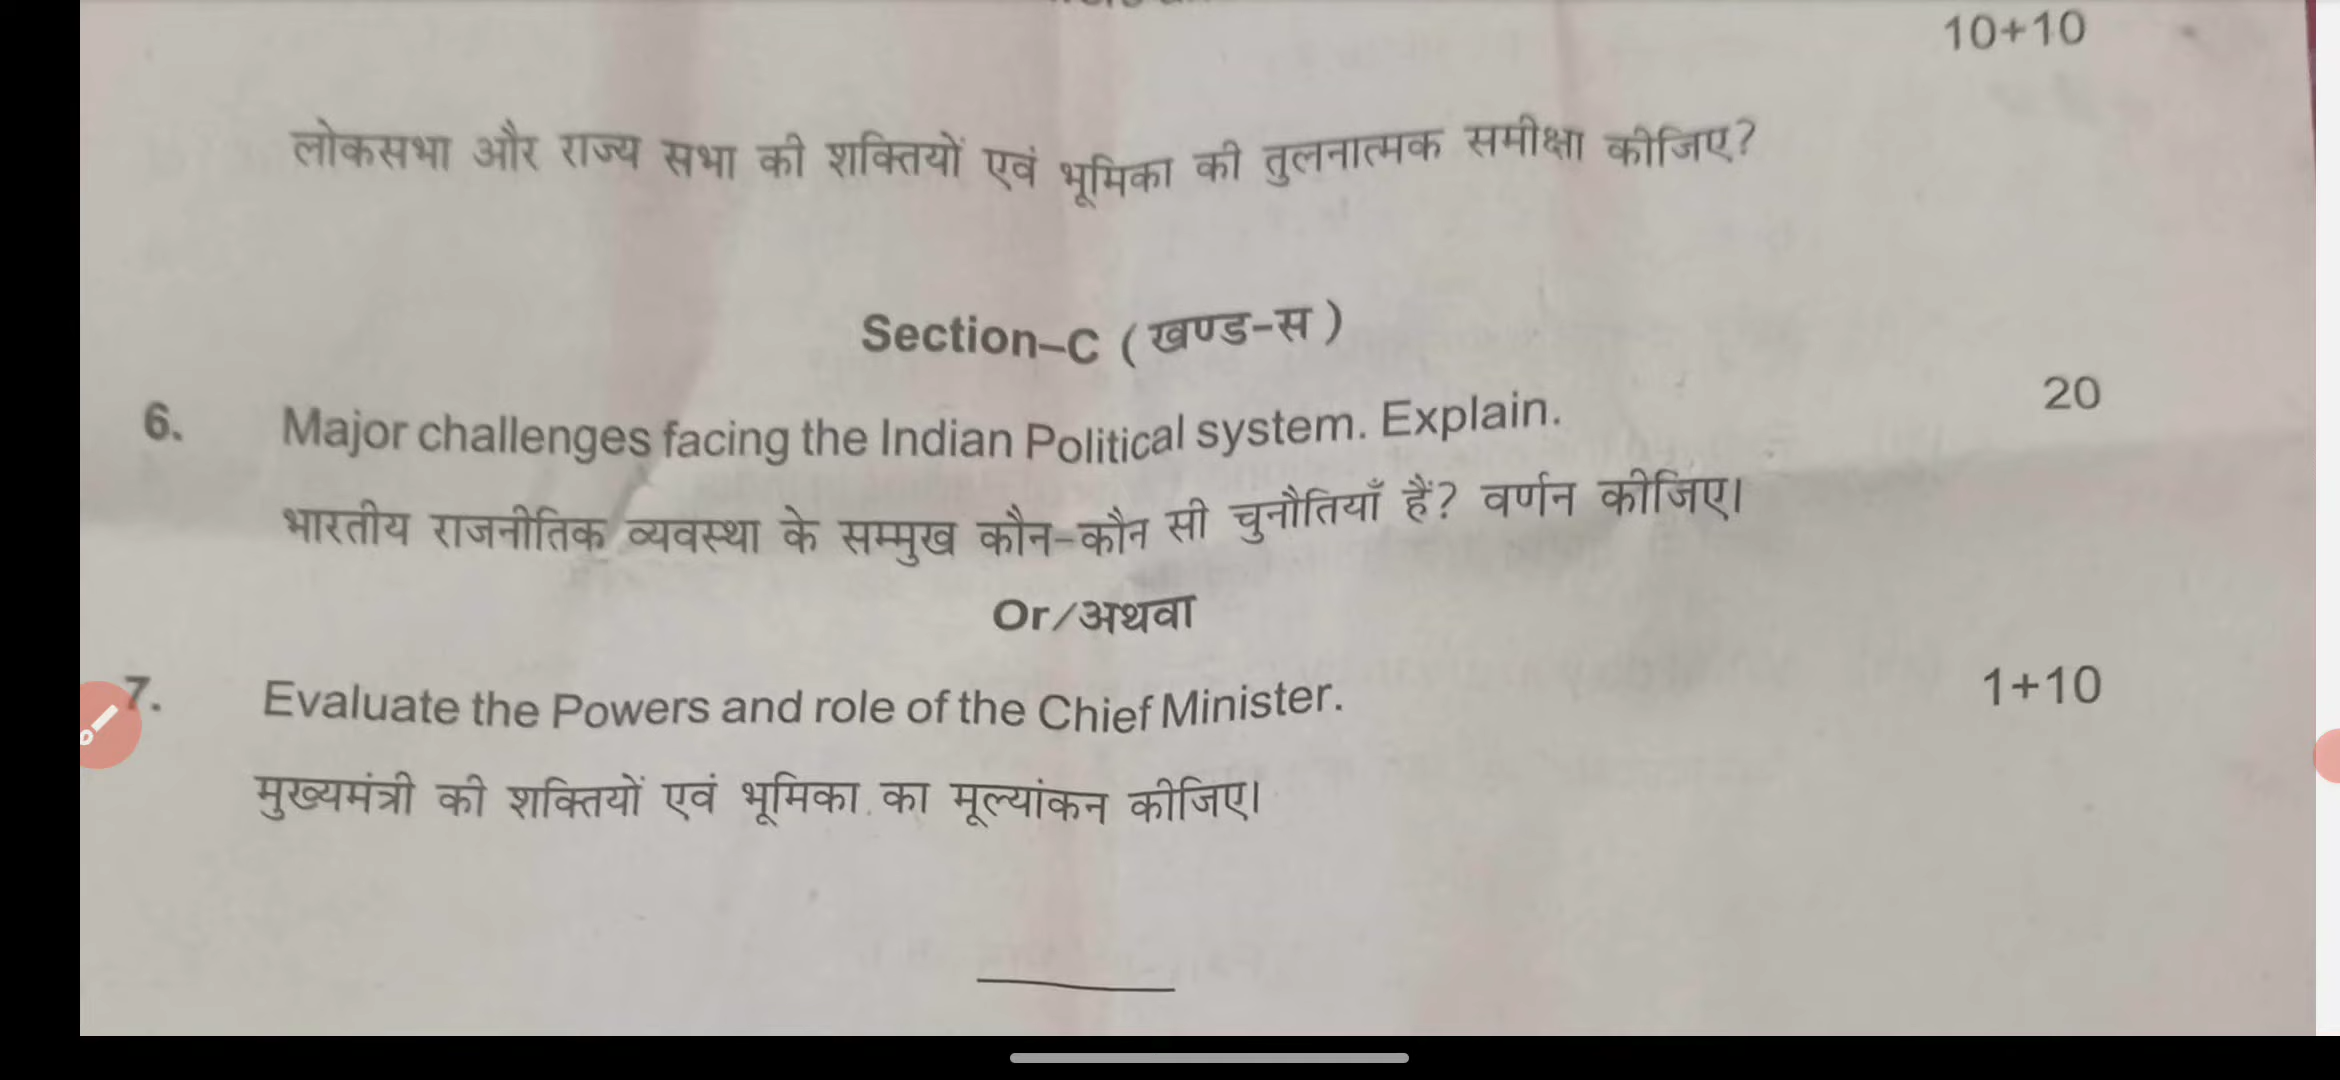 10+10
लोकसभा और राज्य सभा की शक्तियों एवं भूमिका की तुलनात्मक समीक्षा कीजिए?
Section–C ( खण्ड-स )
6. Major challenges facing the Indian Political system. Explain. 20
भारतीय राजनीतिक व्यवस्था के सम्मुख कौन-कौन सी चुनौतियाँ हैं? वर्णन कीजिए।
Or/अथवा
7. Evaluate the Powers and role of the Chief Minister. 1+10
मुख्यमंत्री की शक्तियों एवं भूमिका का मूल्यांकन कीजिए।